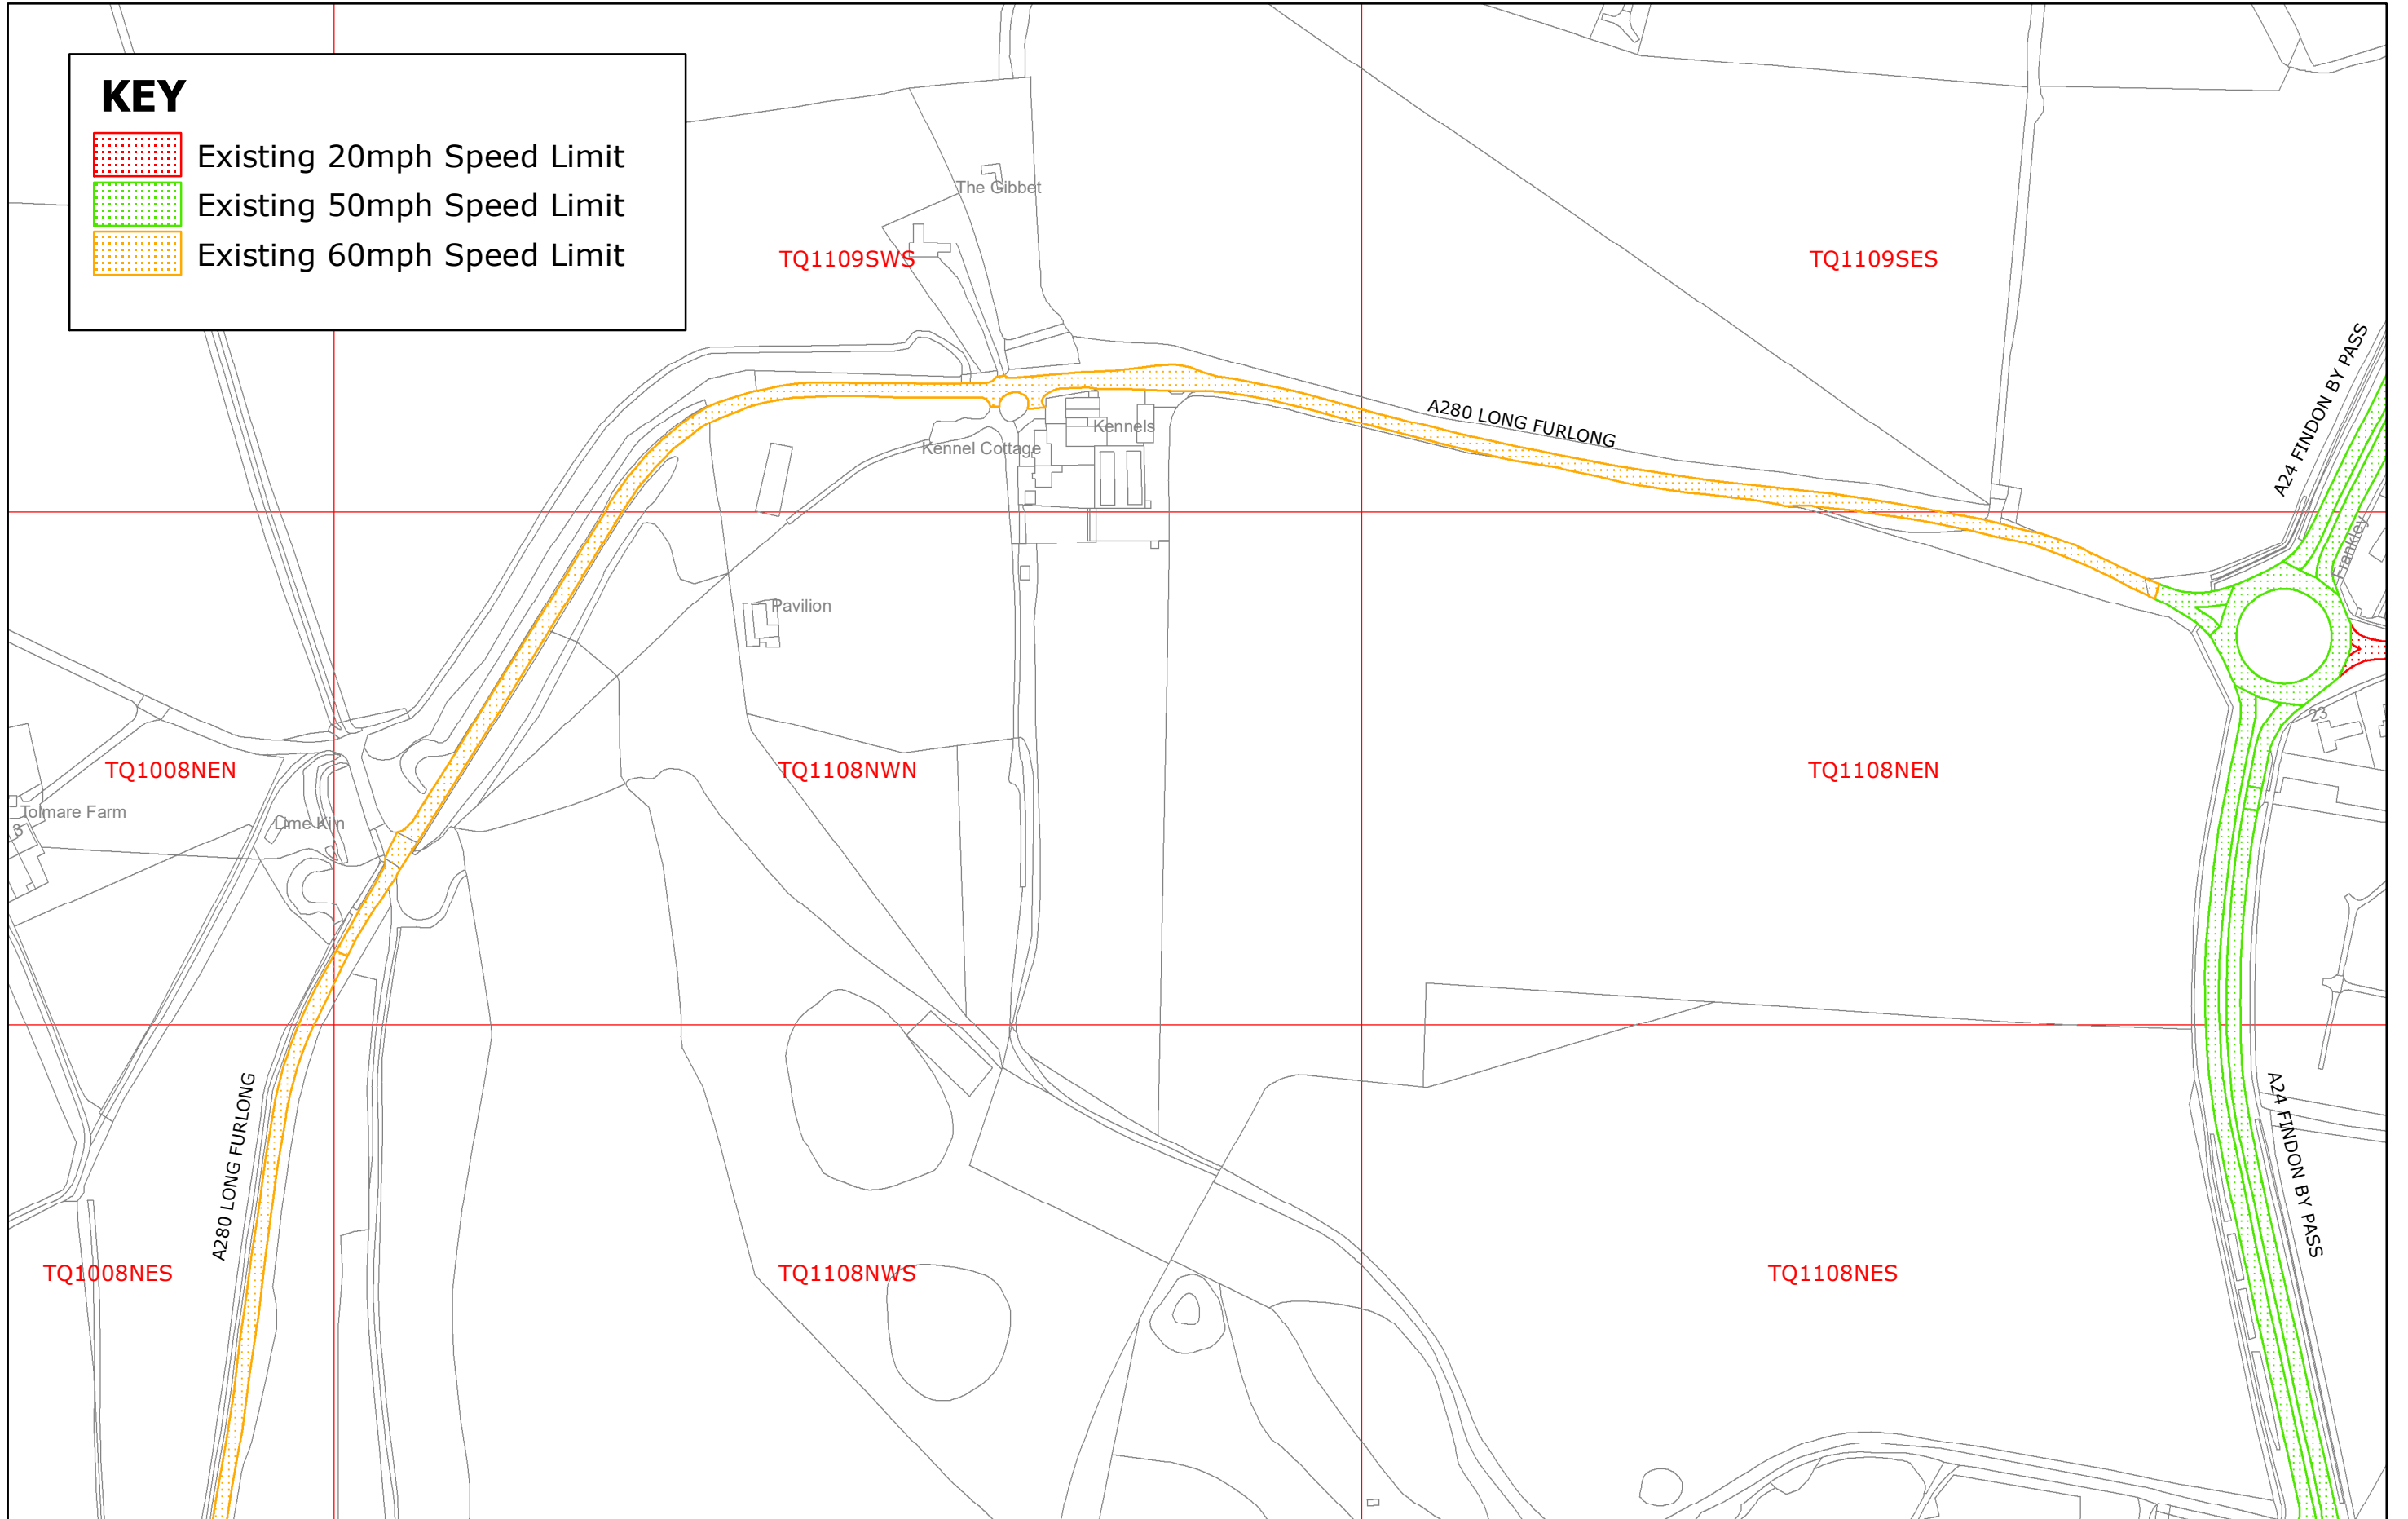 KEY
Existing 20mph Speed Limit
Existing 50mph Speed Limit
Existing 60mph Speed Limit
The Gibbet
TQ1109SWS
TQ1109SES
A24 FINDON BY PASS
A280 LONG FURLONG
Kennels
Kennel Cottage
Frankley
Pavilion
23
TQ1008NEN
TQ1108NWN
TQ1108NEN
Tolmare Farm
Lime Kiln
3
A280 LONG FURLONG
A24 FINDON BY PASS
TQ1008NES
TQ1108NWS
TQ1108NES